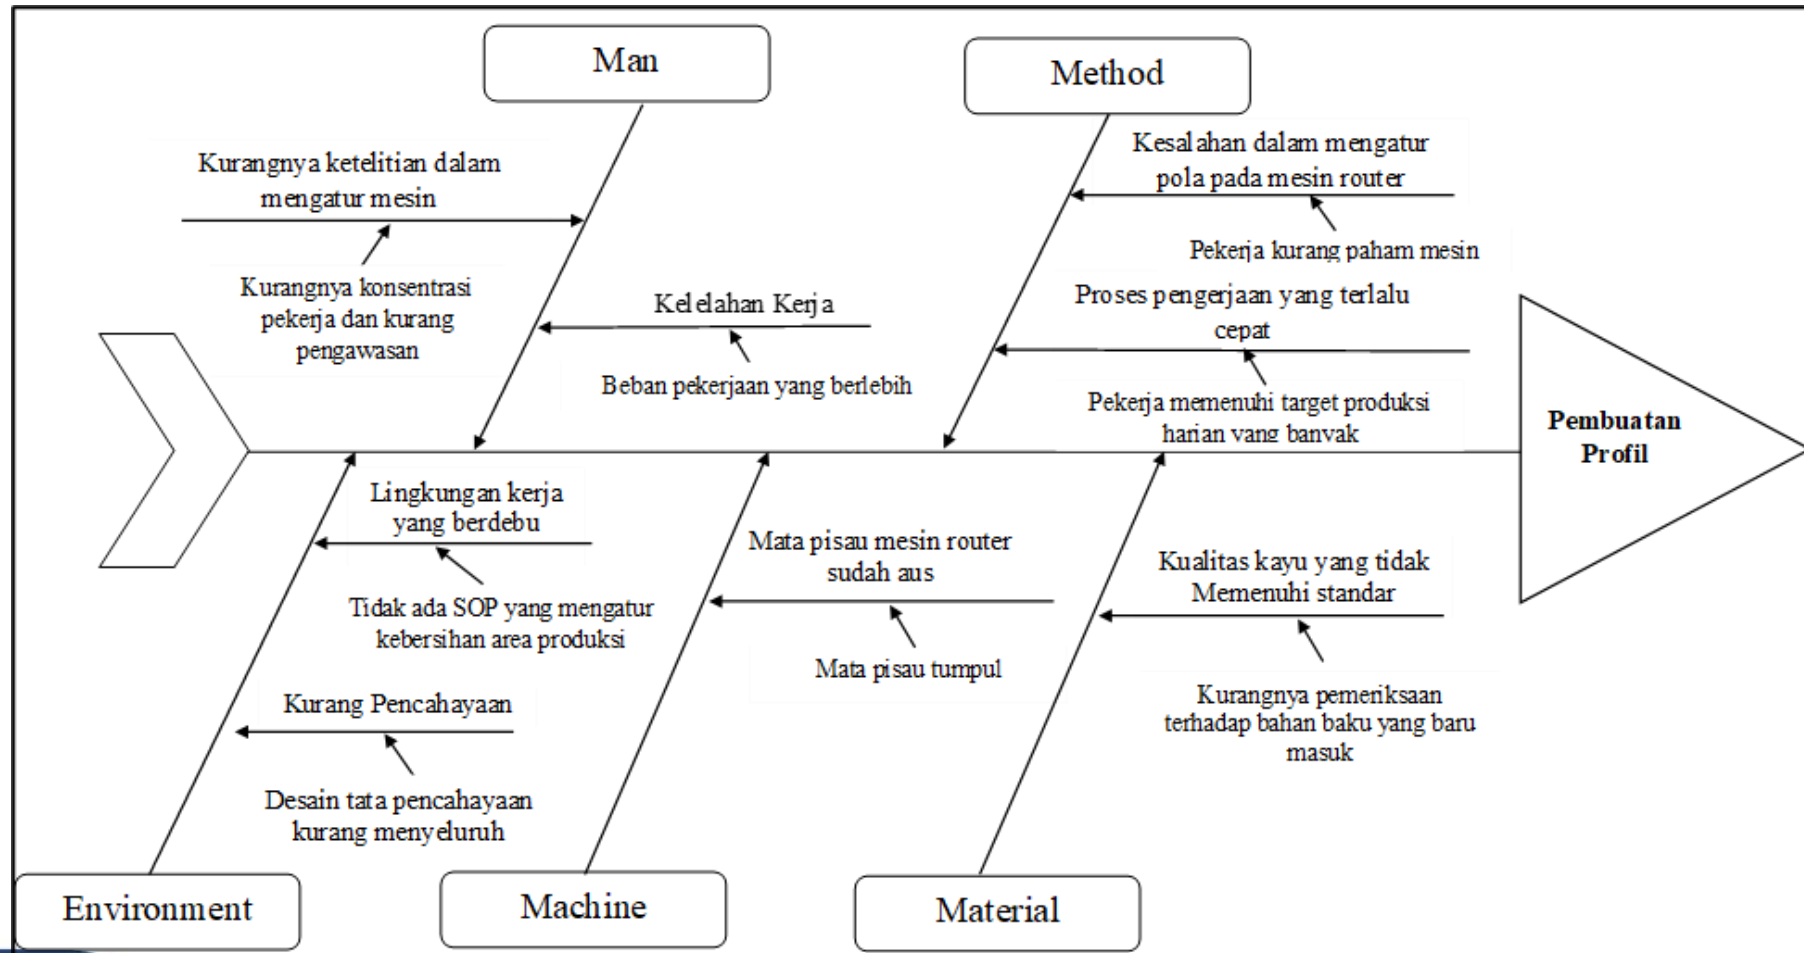 Man
Method
Kurangnya ketelitian dalam
mengatur mesin
Kurangnya konsentrasi
pekerja dan kurang
pengawasan
Kelelahan Kerja
Beban pekerjaan yang berlebih
Kesalahan dalam mengatur
pola pada mesin router
Pekerja kurang paham mesin
Proses pengerjaan yang terlalu
cepat
Pekerja memenuhi target produksi
harian yang banyak
Pembuatan
Profil
Lingkungan kerja
yang berdebu
Tidak ada SOP yang mengatur
kebersihan area produksi
Kurang Pencahayaan
Desain tata pencahayaan
kurang menyeluruh
Mata pisau mesin router
sudah aus
Mata pisau tumpul
Kualitas kayu yang tidak
Memenuhi standar
Kurangnya pemeriksaan
terhadap bahan baku yang baru
masuk
Environment
Machine
Material